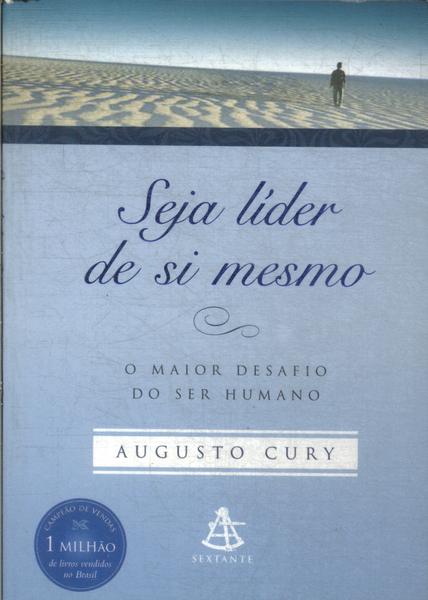 Seja líder
de si mesmo
O MAIOR DESAFIO
DO SER HUMANO
AUGUSTO CURY
CAMPEÃO DE VENDAS
1 MILHÃO
de livros vendidos
no Brasil
SEXTANTE